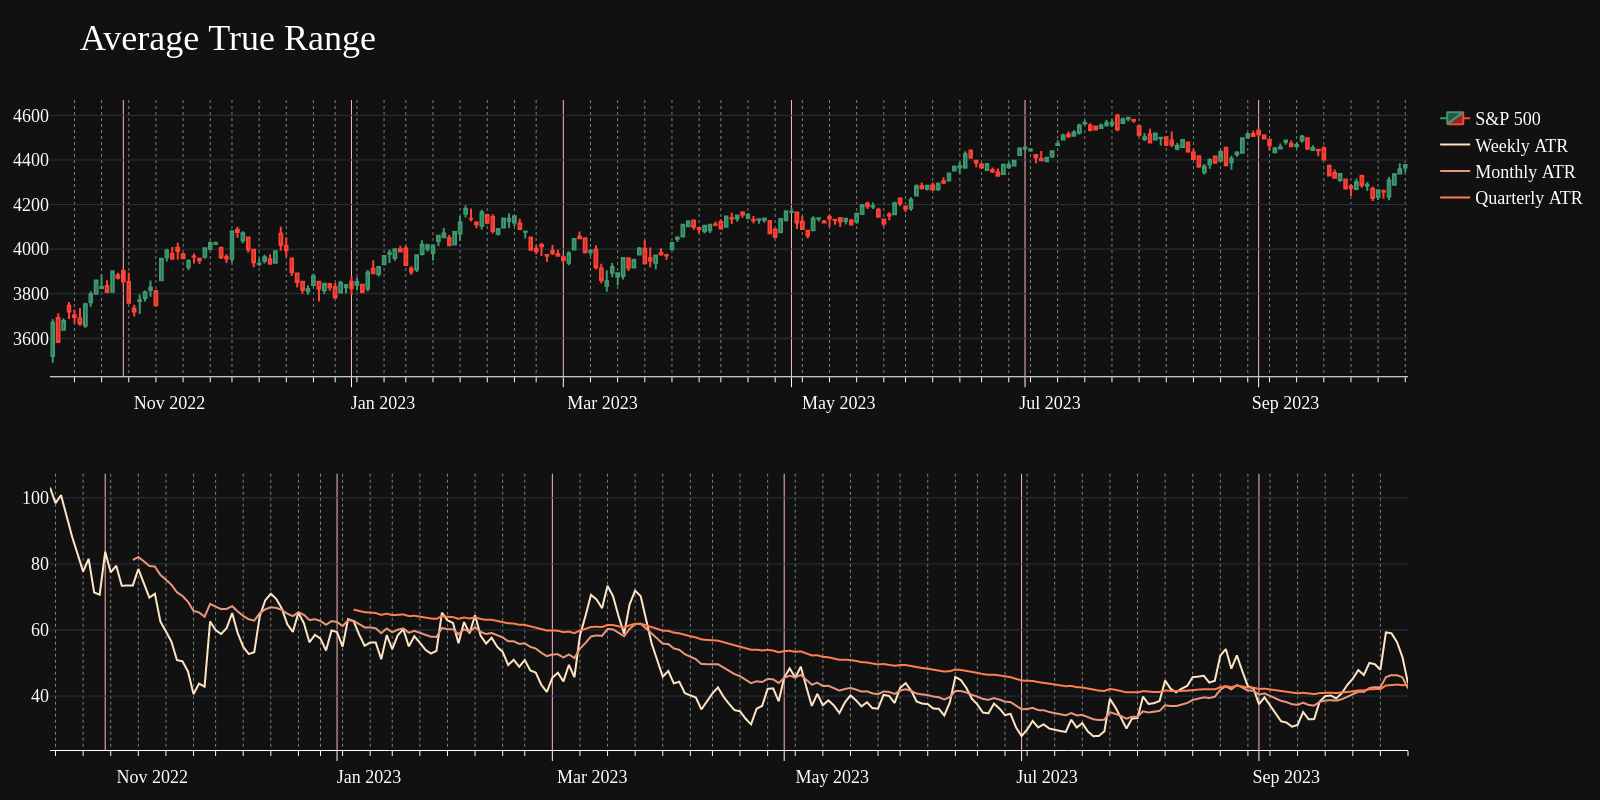 Average True Range
4600
4400
4200
4000
3800
3600
Nov 2022 Jan 2023 Mar 2023 May 2023 Jul 2023 Sep 2023
S&P 500
Weekly ATR
Monthly ATR
Quarterly ATR
100
80
60
40
Nov 2022 Jan 2023 Mar 2023 May 2023 Jul 2023 Sep 2023